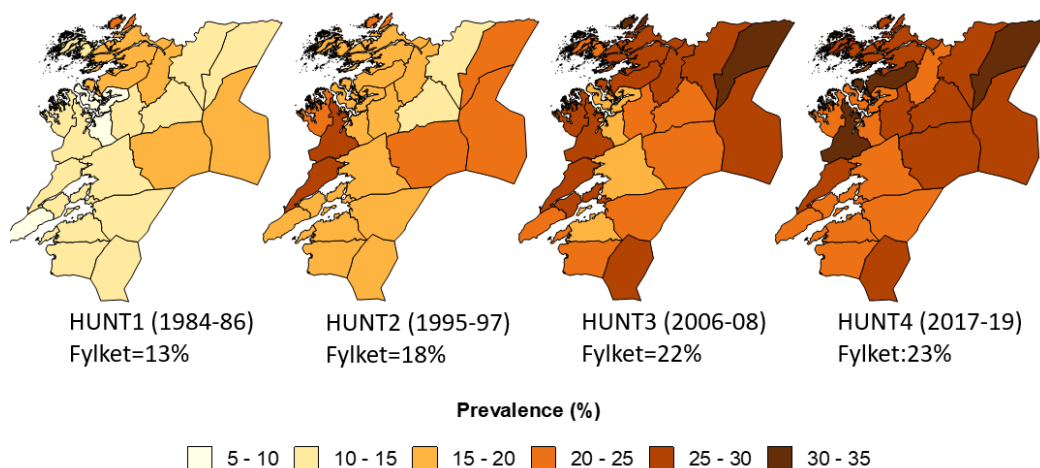 HUNT1 (1984-86)
Fylket=13%
HUNT2 (1995-97)
Fylket=18%
HUNT3 (2006-08)
Fylket=22%
HUNT4 (2017-19)
Fylket:23%
Prevalence (%)
5 - 10 10 - 15 15 - 20 20 - 25 25 - 30 30 - 35